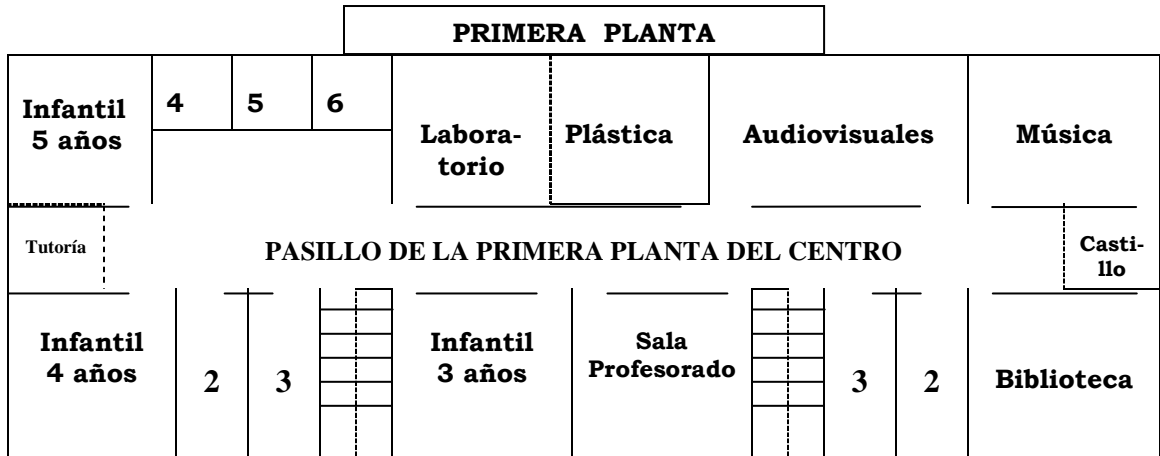 PRIMERA PLANTA
Infantil
5 años
4
5
6
Labora-
torio
Plástica
Audiovisuales
Música
Tutoría
PASILLO DE LA PRIMERA PLANTA DEL CENTRO
Casti-
llo
Infantil
4 años
2
3
Infantil
3 años
Sala
Profesorado
3
2
Biblioteca